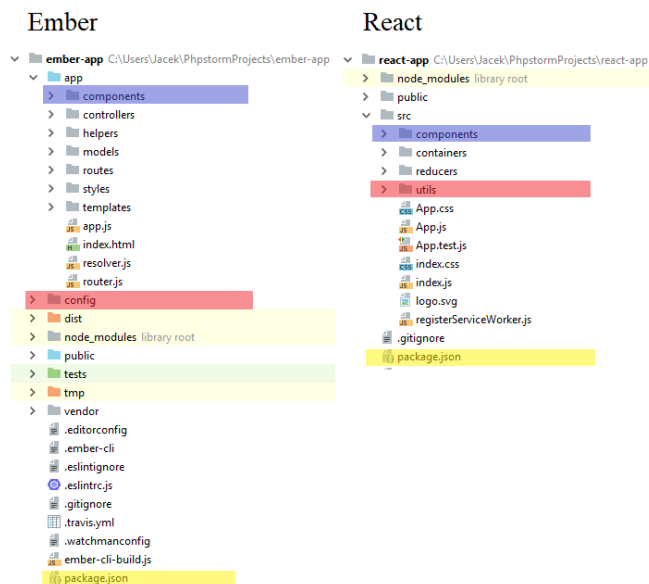 Ember
ember-app C:\Users\Jacek\PhpstormProjects\ember-app
app
components
controllers
helpers
models
routes
styles
templates
app.js
index.html
resolver.js
router.js
config
dist
node_modules library root
public
tests
tmp
vendor
.editorconfig
.ember-cli
.eslintignore
.eslintrc.js
.gitignore
.travis.yml
.watchmanconfig
ember-cli-build.js
package.json
React
react-app C:\Users\Jacek\PhpstormProjects\react-app
node_modules library root
public
src
components
containers
reducers
utils
App.css
App.js
App.test.js
index.css
index.js
logo.svg
registerServiceWorker.js
.gitignore
package.json